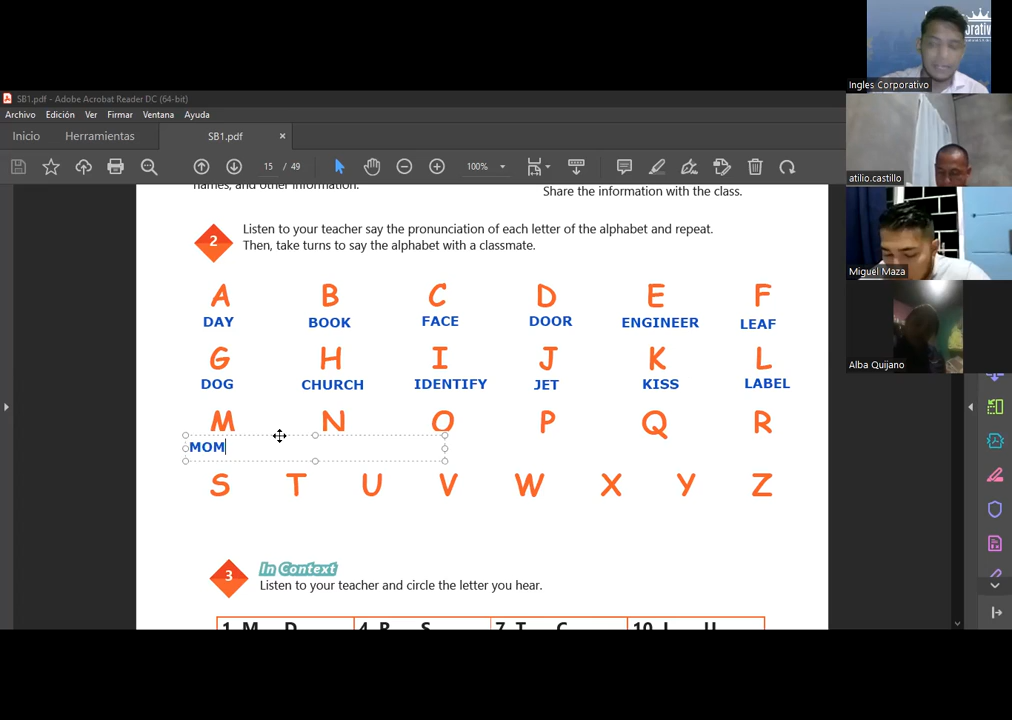 SB1.pdf - Adobe Acrobat Reader DC (64-bit)
Archivo Edición Ver Firmar Ventana Ayuda
Inicio Herramientas SB1.pdf ×
15 / 49 100%
names, and other information.
Share the information with the class.
2 Listen to your teacher say the pronunciation of each letter of the alphabet and repeat.
Then, take turns to say the alphabet with a classmate.
A B C D E F
DAY BOOK FACE DOOR ENGINEER LEAF
G H I J K L
DOG CHURCH IDENTIFY JET KISS LABEL
M N O P Q R
MOM
S T U V W X Y Z
3 In Context
Listen to your teacher and circle the letter you hear.
1. M D 4. 7. T 10.
Ingles Corporativo
atilio.castillo
Miguel Maza
Alba Quijano